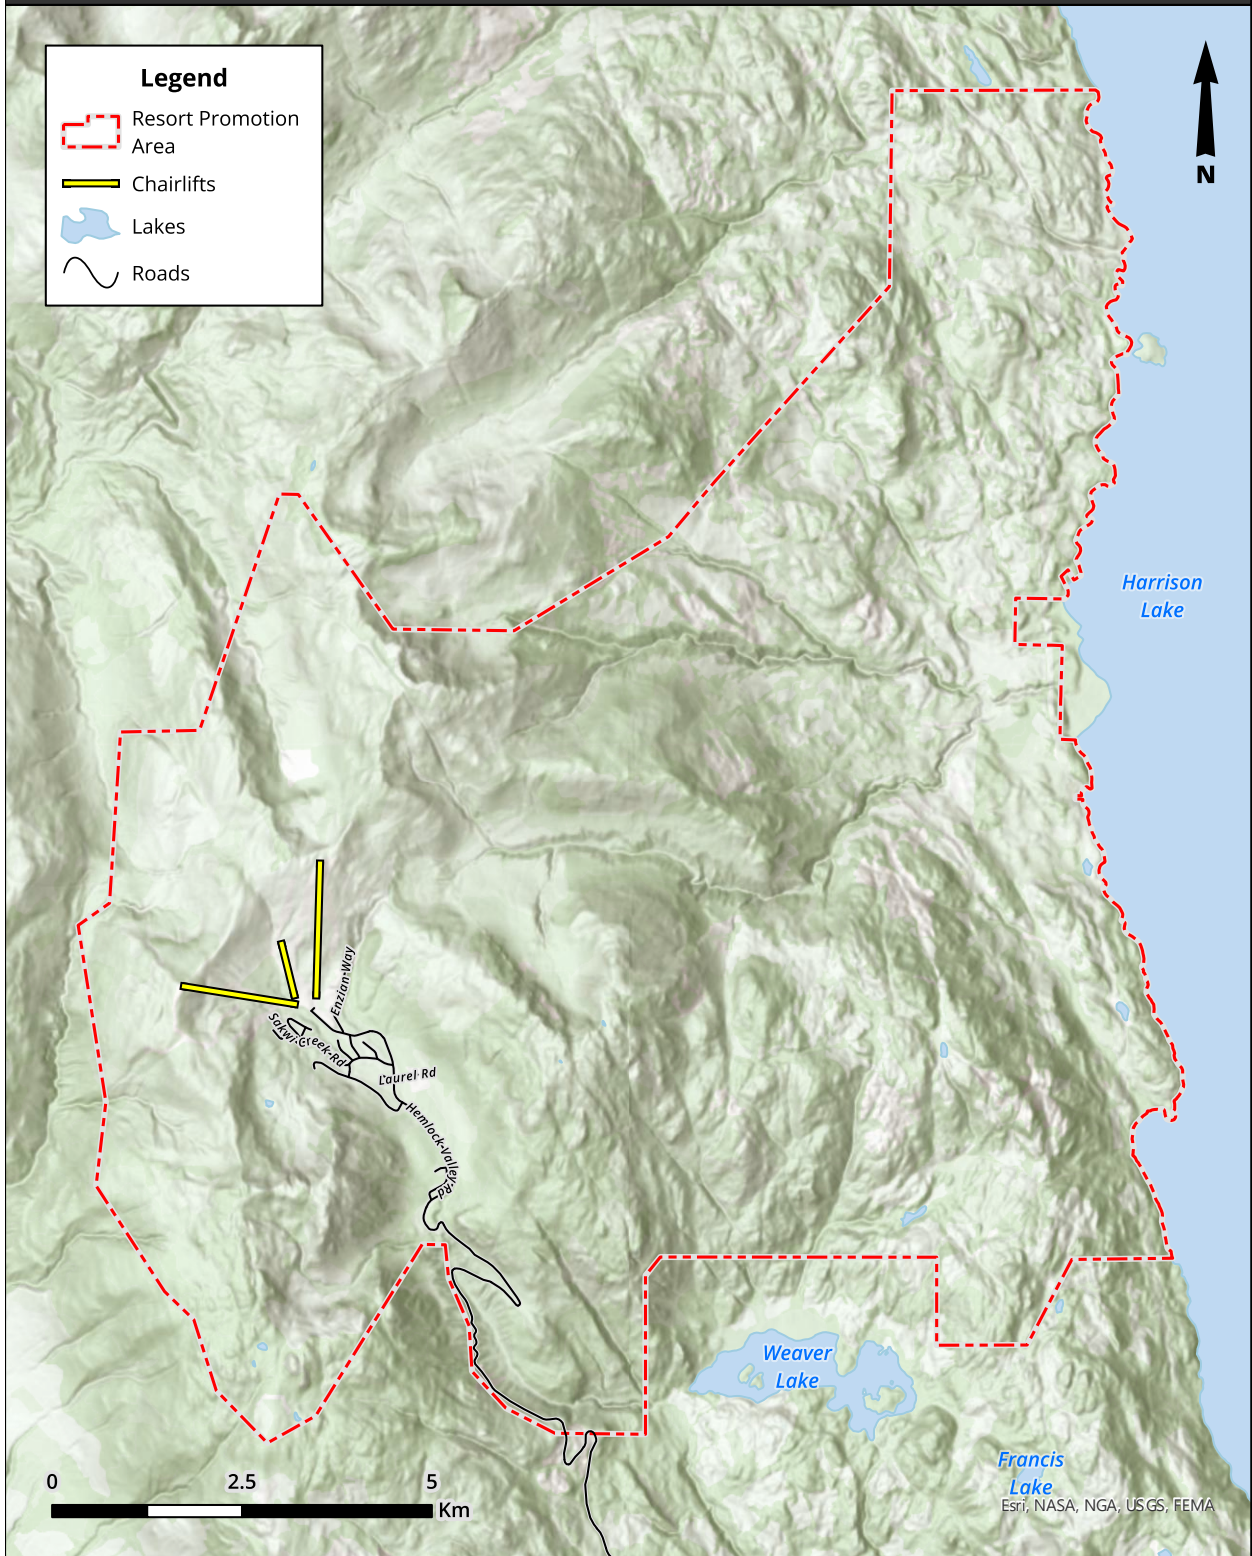 Legend
Resort Promotion
Area
Chairlifts
Lakes
Roads
N
Harrison
Lake
Enzian Way
Sakwi Creek Rd
Laurel Rd
Hemlock Valley Rd
Weaver
Lake
Francis
Lake
0 2.5 5
Km
Esri, NASA, NGA, USGS, FEMA